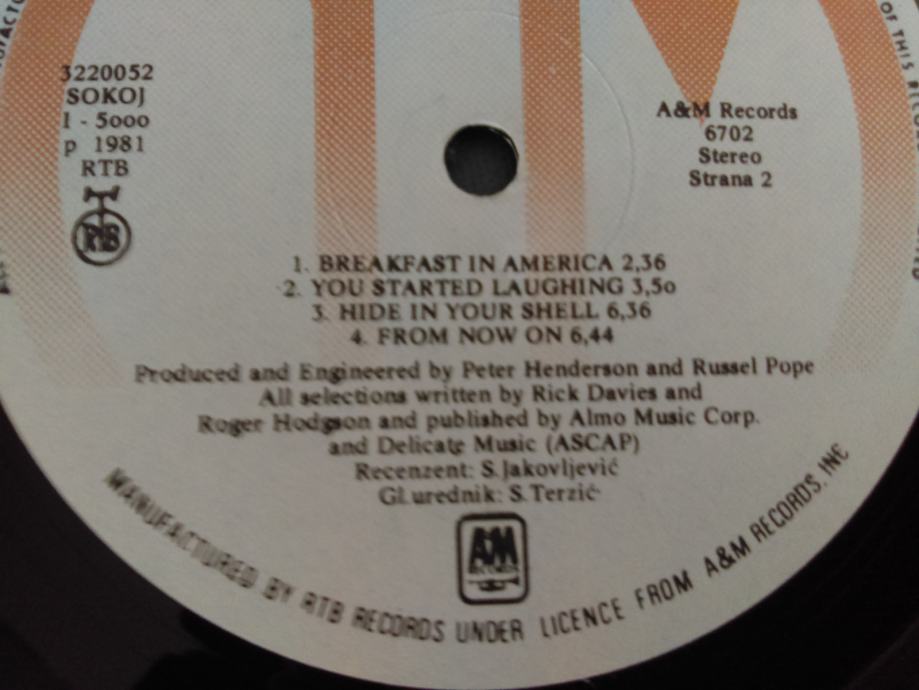 3220052
SOKOJ
I - 5ooo
p 1981
RTB
RTB
A&M Records
6702
Stereo
Strana 2
1. BREAKFAST IN AMERICA 2,36
2. YOU STARTED LAUGHING 3,5o
3. HIDE IN YOUR SHELL 6,36
4. FROM NOW ON 6,44
Produced and Engineered by Peter Henderson and Russel Pope
All selections written by Rick Davies and
Roger Hodgson and published by Almo Music Corp.
and Delicate Music (ASCAP)
Recenzent: S.Jakovljević
Gl.urednik: S.Terzić
A&M
RECORDS
MANUFACTURED BY RTB RECORDS UNDER LICENCE FROM A&M RECORDS. INC
OF THIS